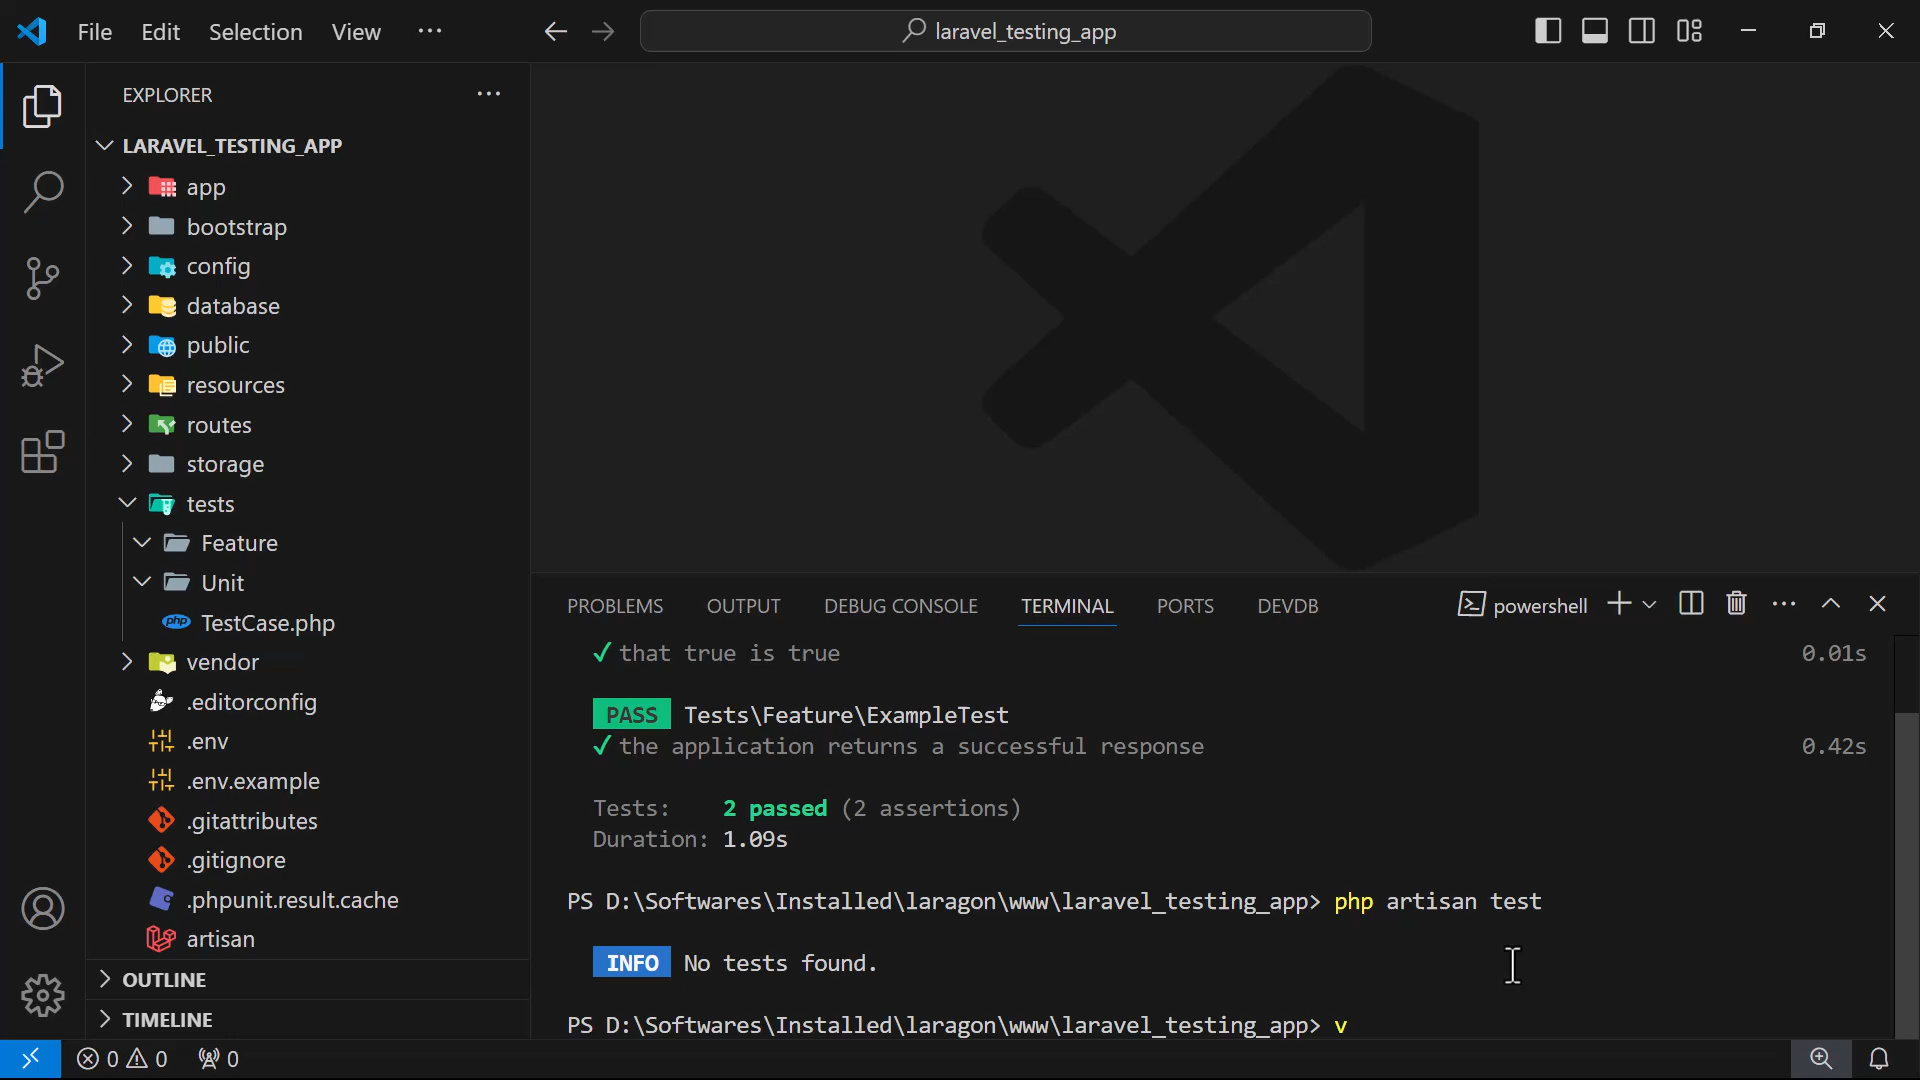 File Edit Selection View ···
laravel_testing_app
EXPLORER ···
LARAVEL_TESTING_APP
app
bootstrap
config
database
public
resources
routes
storage
tests
Feature
Unit
TestCase.php
vendor
.editorconfig
.env
.env.example
.gitattributes
.gitignore
.phpunit.result.cache
artisan
OUTLINE
TIMELINE
PROBLEMS OUTPUT DEBUG CONSOLE TERMINAL PORTS DEVDB powershell
✓ that true is true 0.01s
PASS Tests\Feature\ExampleTest
✓ the application returns a successful response 0.42s
Tests: 2 passed (2 assertions)
Duration: 1.09s
PS D:\Softwares\Installed\laragon\www\laravel_testing_app> php artisan test
INFO No tests found.
PS D:\Softwares\Installed\laragon\www\laravel_testing_app> v
0 0 0